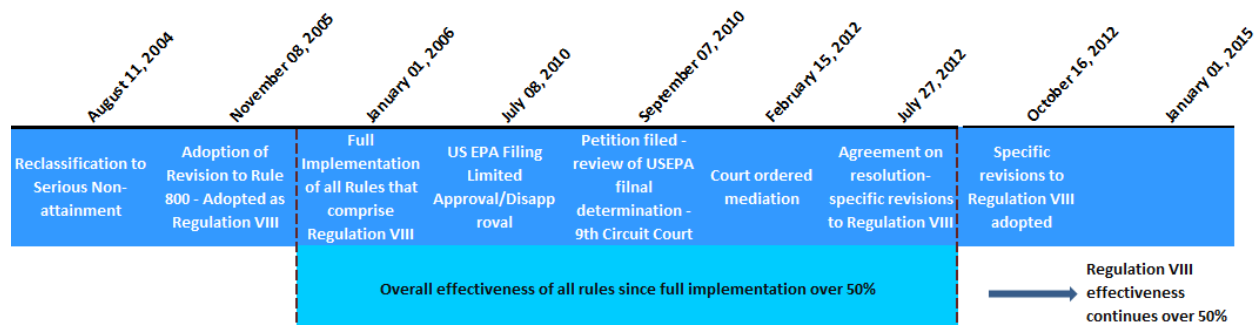 August 11, 2004
November 08, 2005
January 01, 2006
July 08, 2010
September 07, 2010
February 15, 2012
July 27, 2012
October 16, 2012
January 01, 2015
Reclassification to
Serious Non-
attainment
Adoption of
Revision to Rule
800 - Adopted as
Regulation VIII
Full
Implementation
of all Rules that
comprise
Regulation VIII
US EPA Filing
Limited
Approval/Disapp
roval
Petition filed -
review of USEPA
filnal
determination -
9th Circuit Court
Court ordered
mediation
Agreement on
resolution-
specific revisions
to Regulation VIII
Specific
revisions to
Regulation VIII
adopted
Overall effectiveness of all rules since full implementation over 50%
Regulation VIII
effectiveness
continues over 50%